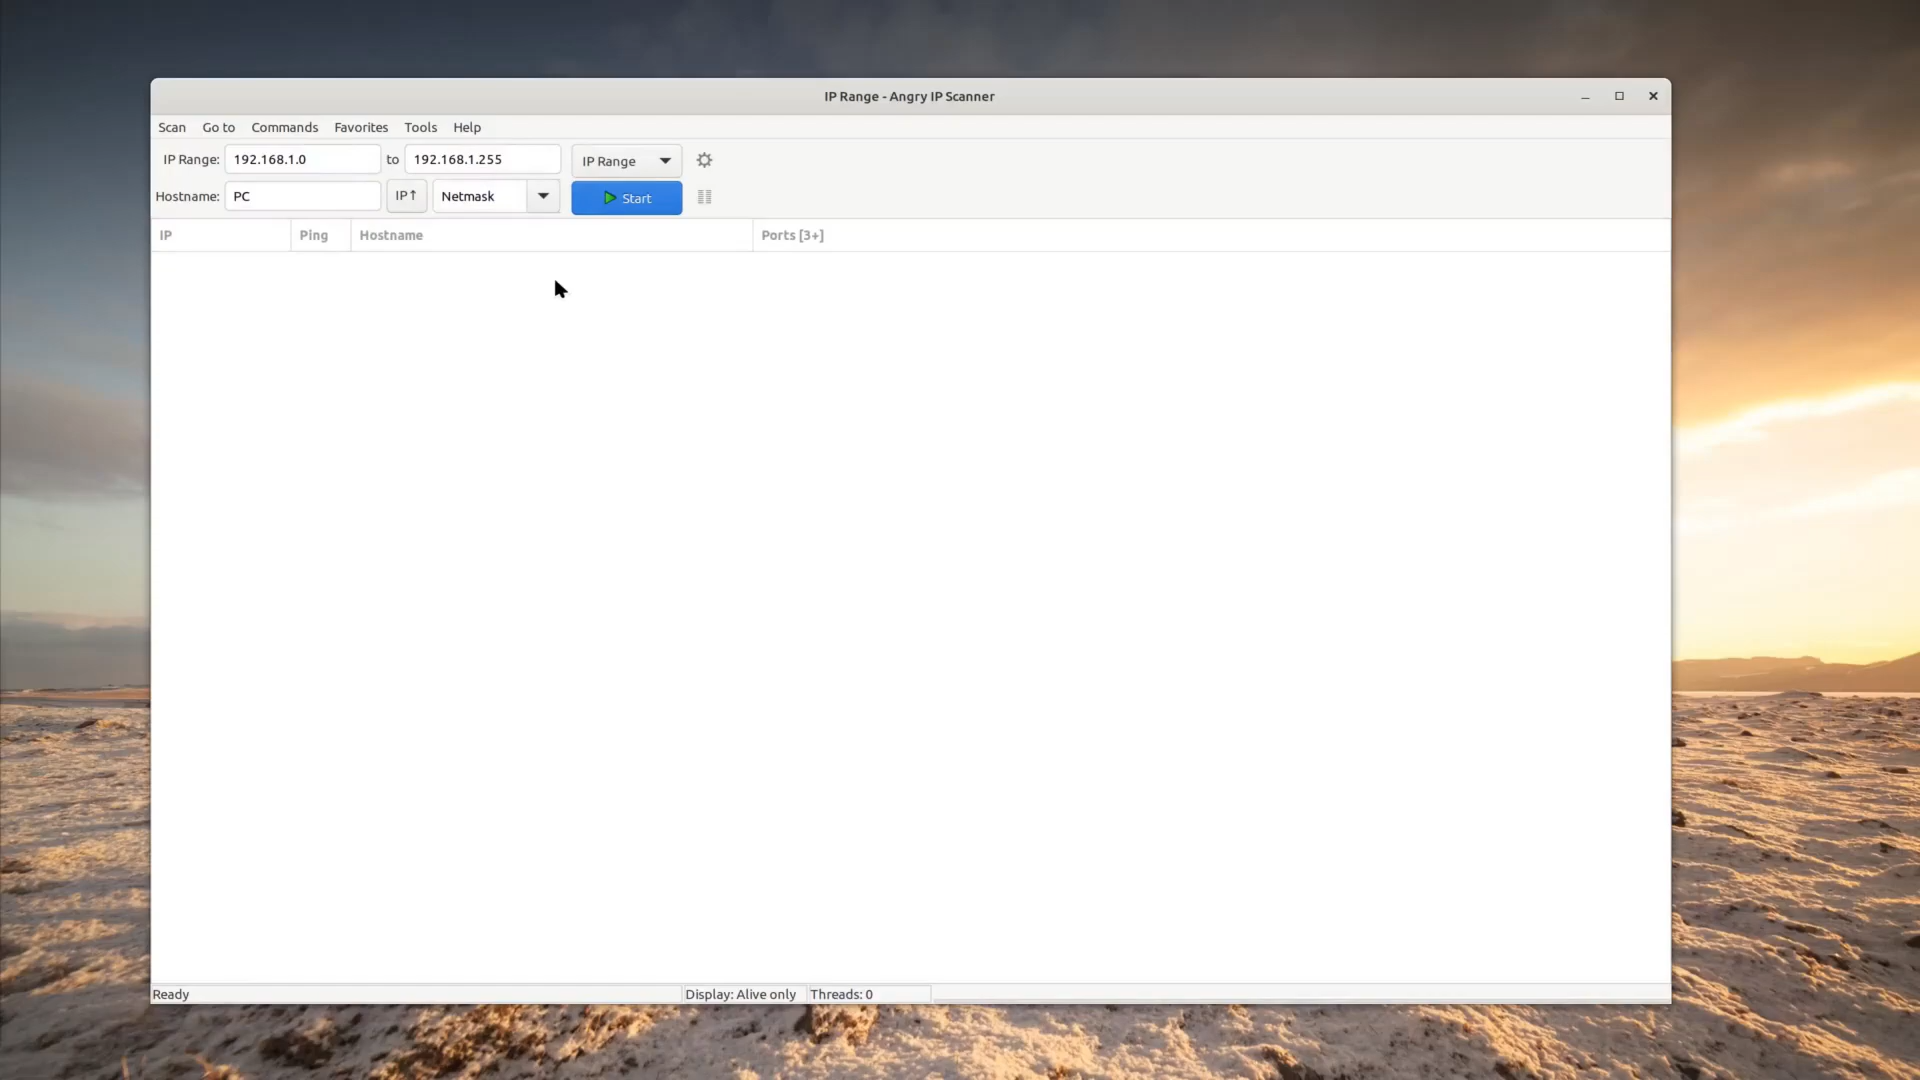 IP Range - Angry IP Scanner
Scan Go to Commands Favorites Tools Help
IP Range: 192.168.1.0 to 192.168.1.255 IP Range
Hostname: PC IP↑ Netmask Start
IP Ping Hostname Ports [3+]
Ready Display: Alive only Threads: 0